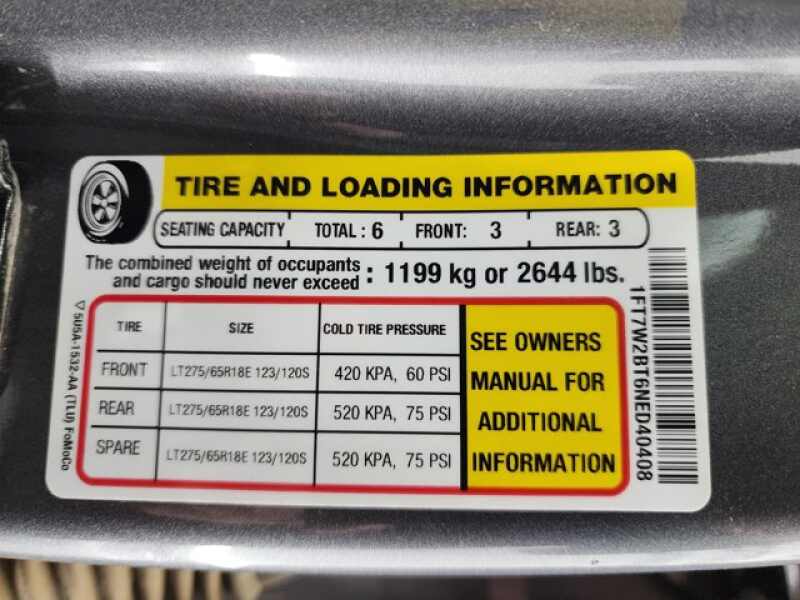 TIRE AND LOADING INFORMATION
SEATING CAPACITY TOTAL : 6 FRONT: 3 REAR: 3
The combined weight of occupants
and cargo should never exceed : 1199 kg or 2644 lbs.
TIRE SIZE COLD TIRE PRESSURE
FRONT LT275/65R18E 123/120S 420 KPA, 60 PSI
REAR LT275/65R18E 123/120S 520 KPA, 75 PSI
SPARE LT275/65R18E 123/120S 520 KPA, 75 PSI
SEE OWNERS
MANUAL FOR
ADDITIONAL
INFORMATION
1FT7W2BT6NED40408
5U5A-1532-AA (TLU) FoMoCo